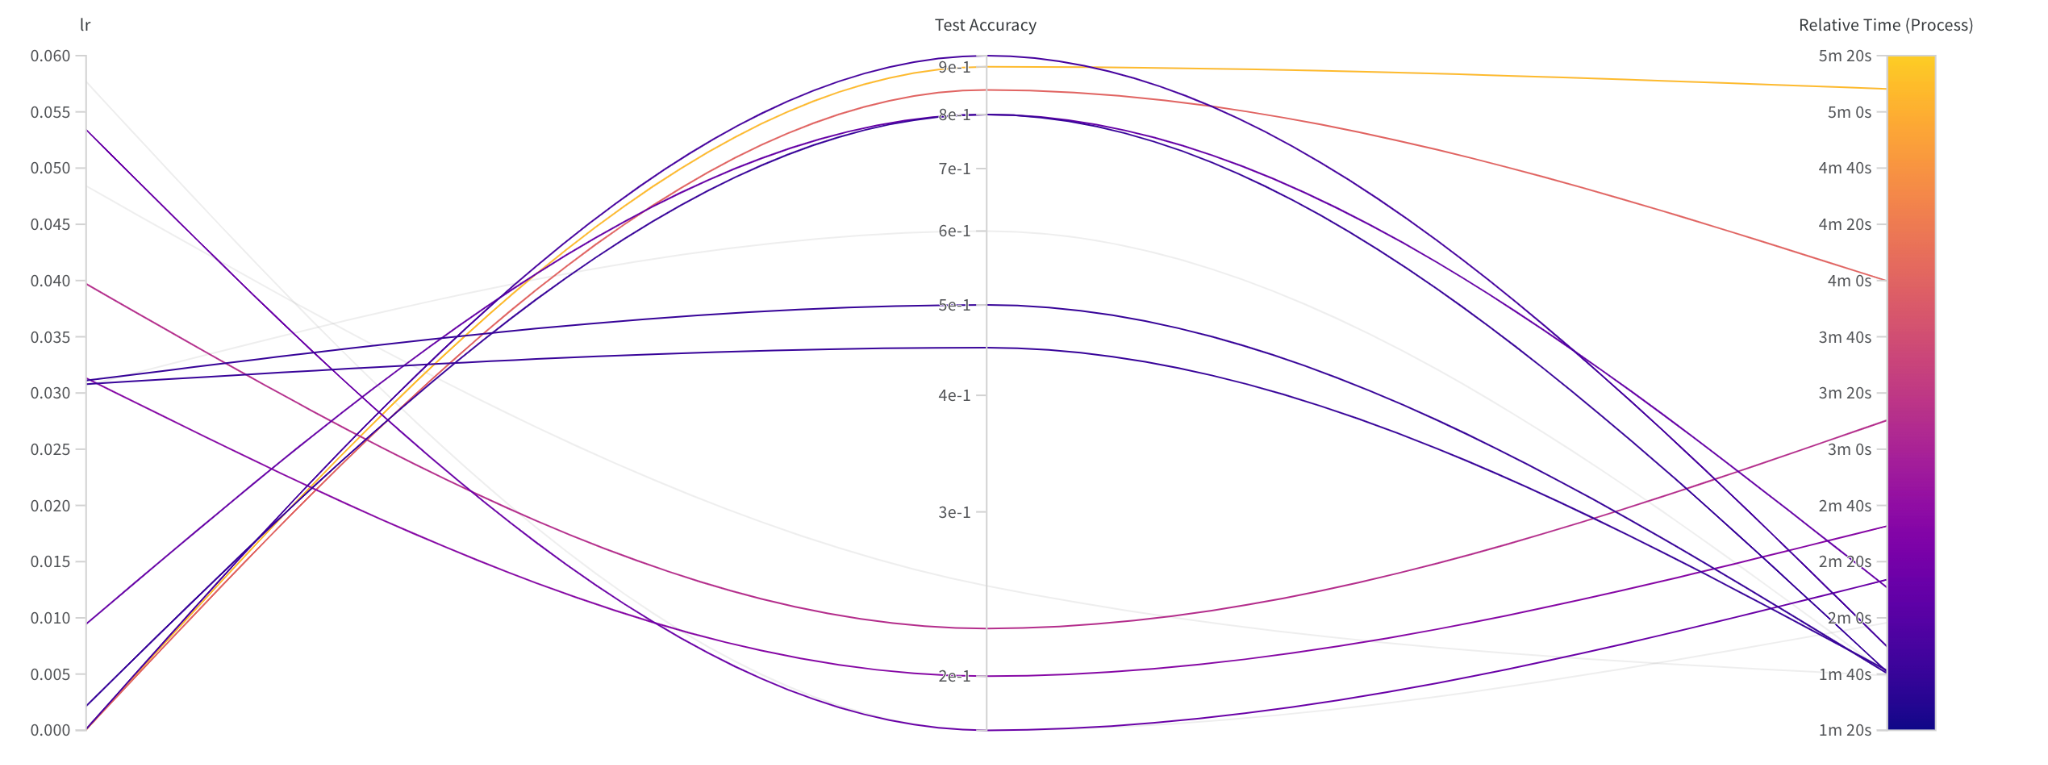 lr
Test Accuracy
Relative Time (Process)
0.060
0.055
0.050
0.045
0.040
0.035
0.030
0.025
0.020
0.015
0.010
0.005
0.000
9e-1
8e-1
7e-1
6e-1
5e-1
4e-1
3e-1
2e-1
5m 20s
5m 0s
4m 40s
4m 20s
4m 0s
3m 40s
3m 20s
3m 0s
2m 40s
2m 20s
2m 0s
1m 40s
1m 20s